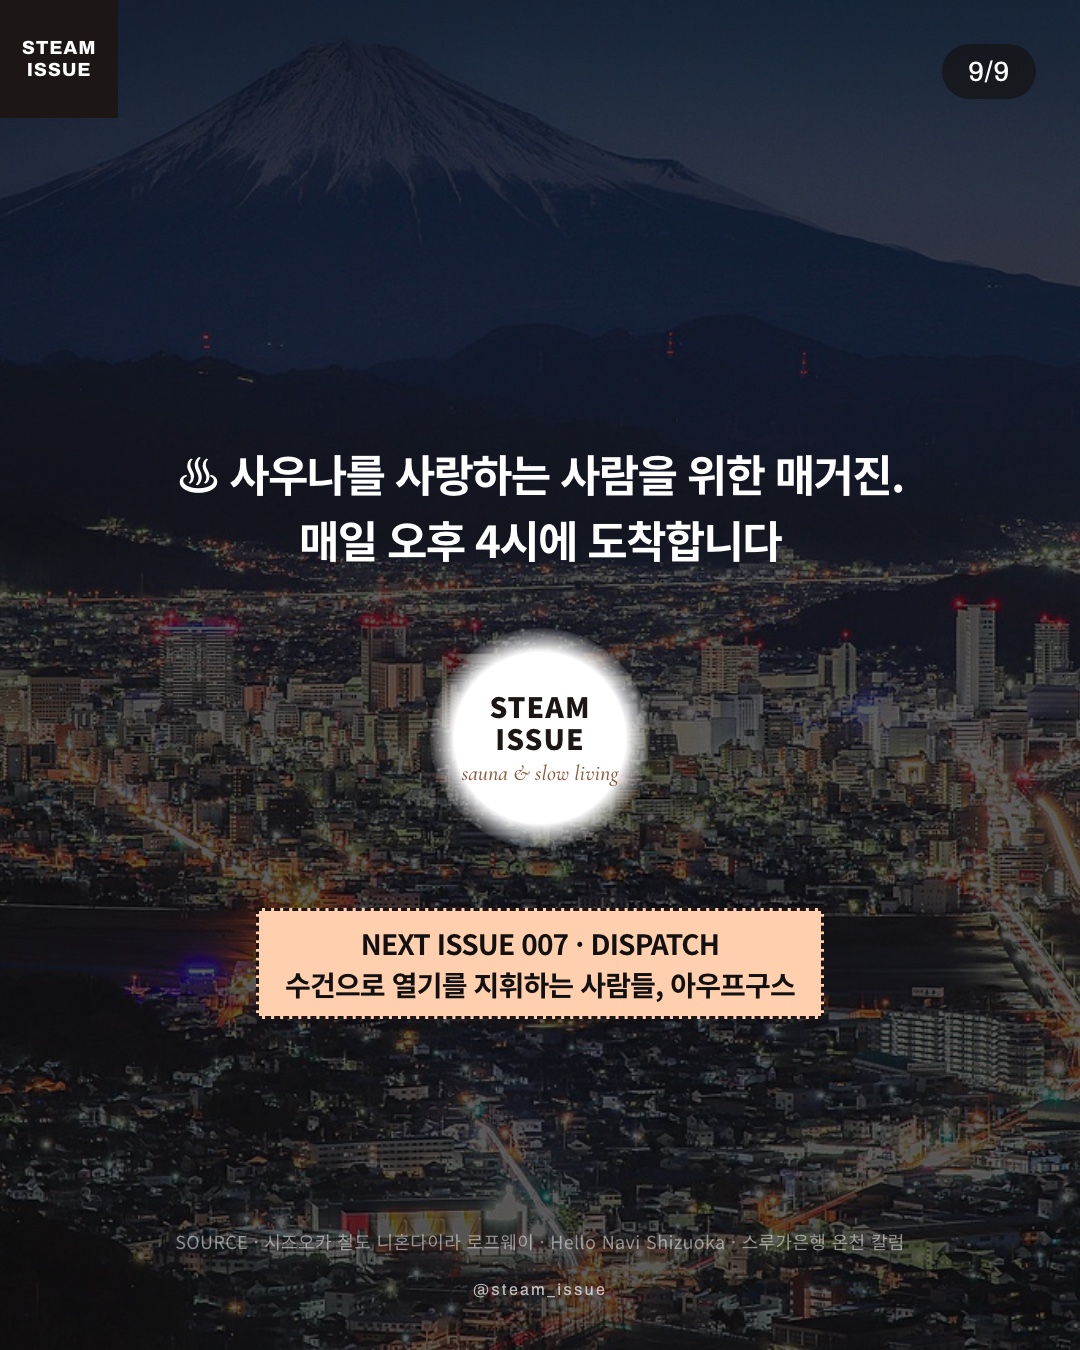 STEAM
ISSUE
9/9
♨ 사우나를 사랑하는 사람을 위한 매거진.
매일 오후 4시에 도착합니다
STEAM
ISSUE
sauna & slow living
NEXT ISSUE 007 · DISPATCH
수건으로 열기를 지휘하는 사람들, 아우프구스
SOURCE · 시즈오카 철도 니혼다이라 로프웨이 · Hello Navi Shizuoka · 스루가은행 온천 칼럼
@steam_issue